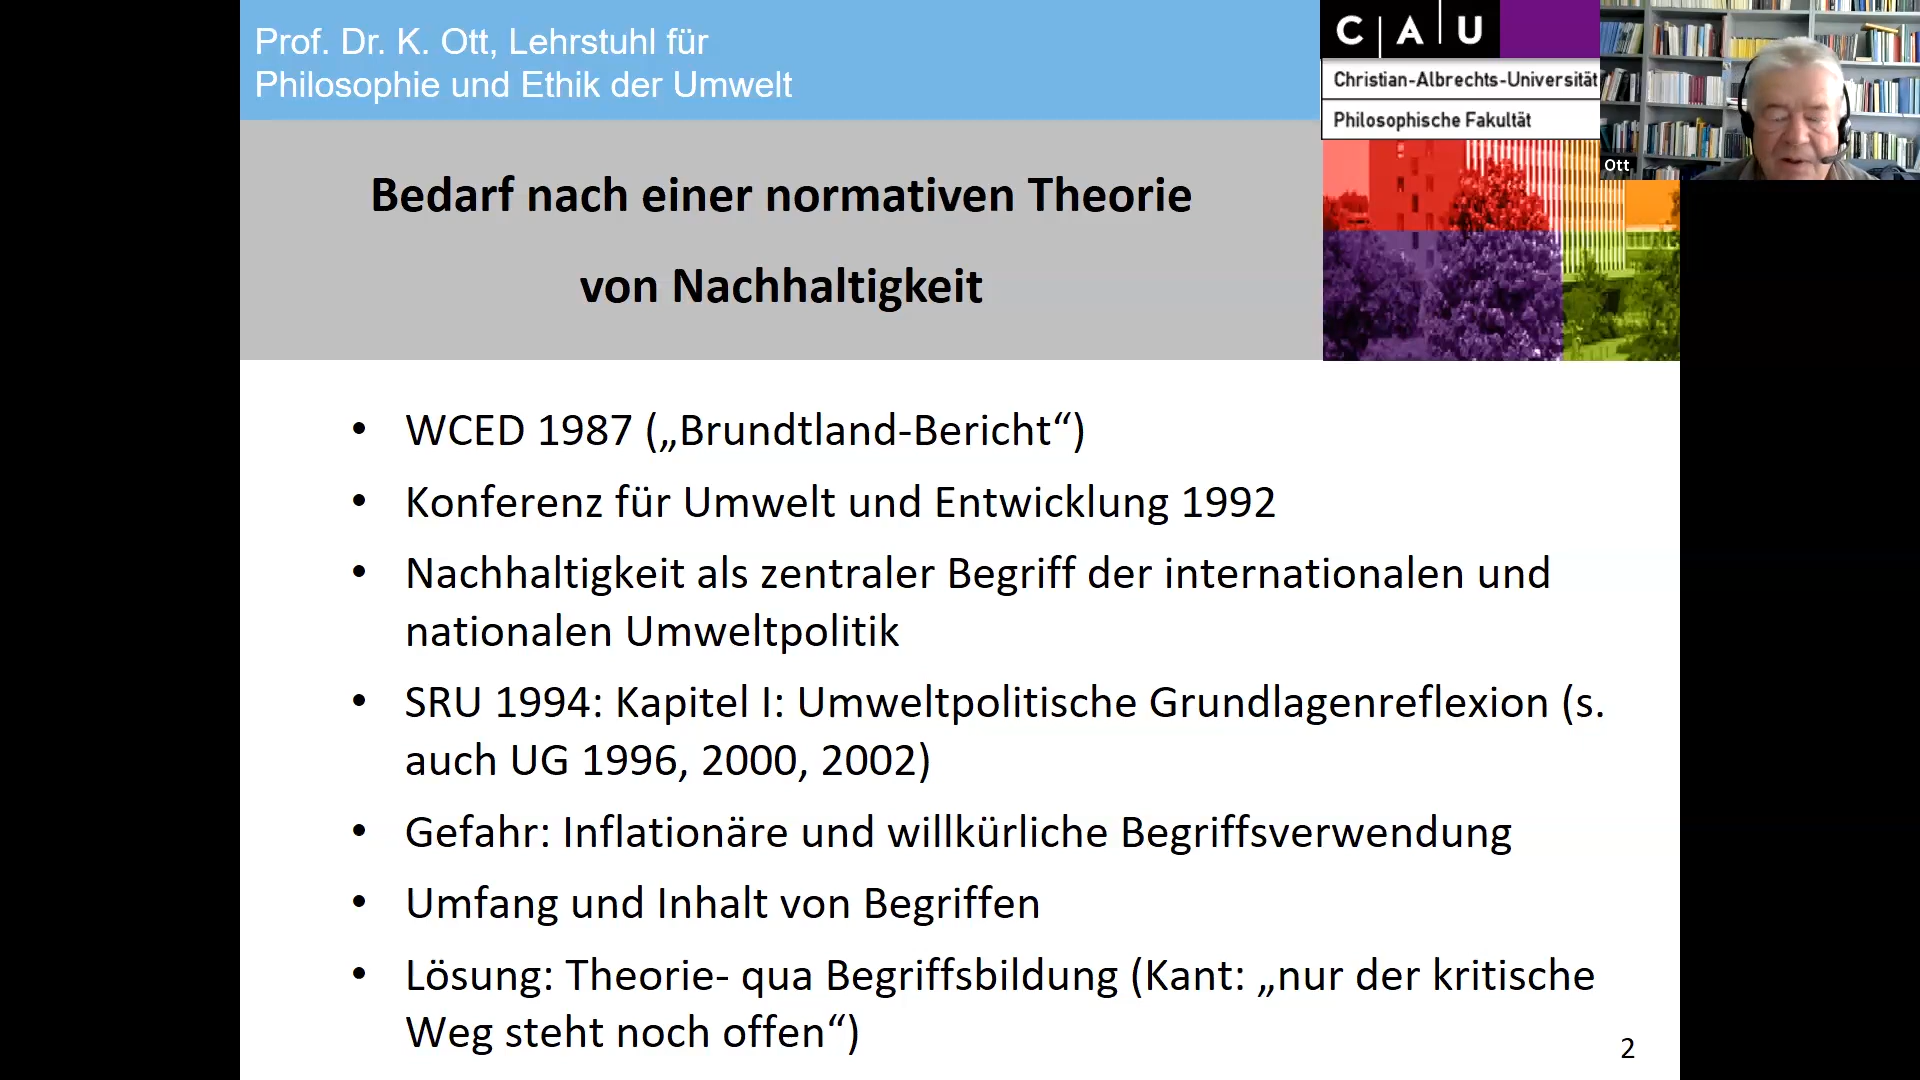 Prof. Dr. K. Ott, Lehrstuhl für
Philosophie und Ethik der Umwelt
C A U
Christian-Albrechts-Universität
Philosophische Fakultät
Ott
Bedarf nach einer normativen Theorie
von Nachhaltigkeit
• WCED 1987 („Brundtland-Bericht“)
• Konferenz für Umwelt und Entwicklung 1992
• Nachhaltigkeit als zentraler Begriff der internationalen und
nationalen Umweltpolitik
• SRU 1994: Kapitel I: Umweltpolitische Grundlagenreflexion (s.
auch UG 1996, 2000, 2002)
• Gefahr: Inflationäre und willkürliche Begriffsverwendung
• Umfang und Inhalt von Begriffen
• Lösung: Theorie- qua Begriffsbildung (Kant: „nur der kritische
Weg steht noch offen“)
2